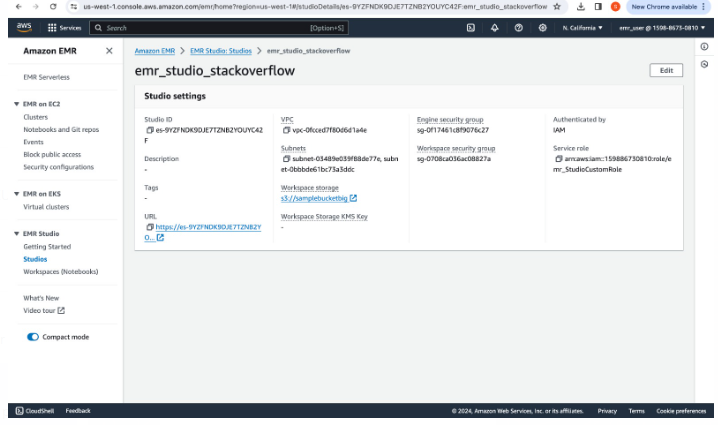 us-west-1.console.aws.amazon.com/emr/home?region=us-west-1#/studioDetails/es-9YZFNDK9DJE7TZNB2YOUYC42F:emr_studio_stackoverflow
New Chrome available
aws
Services
Search
[Option+S]
N. California
emr_user @ 1598-8673-0810
Amazon EMR
Amazon EMR > EMR Studio: Studios > emr_studio_stackoverflow
emr_studio_stackoverflow
Edit
EMR Serverless
EMR on EC2
Clusters
Notebooks and Git repos
Events
Block public access
Security configurations
EMR on EKS
Virtual clusters
EMR Studio
Getting Started
Studios
Workspaces (Notebooks)
What's New
Video tour
Compact mode
Studio settings
Studio ID
es-9YZFNDK9DJE7TZNB2YOUYC42
F
Description
-
Tags
-
URL
https://es-9YZFNDK9DJE7TZNB2Y
O...
VPC
vpc-0fcced7f80d6d1a4e
Subnets
subnet-03489e039f88de77e, subn
et-0bbbde61bc73a3ddc
Workspace storage
s3://samplebucketbig
Workspace Storage KMS Key
-
Engine security group
sg-0f17461c8f9076c27
Workspace security group
sg-0708ca036ac08827a
Authenticated by
IAM
Service role
arn:aws:iam::159886730810:role/e
mr_StudioCustomRole
CloudShell
Feedback
© 2024, Amazon Web Services, Inc. or its affiliates.
Privacy
Terms
Cookie preferences